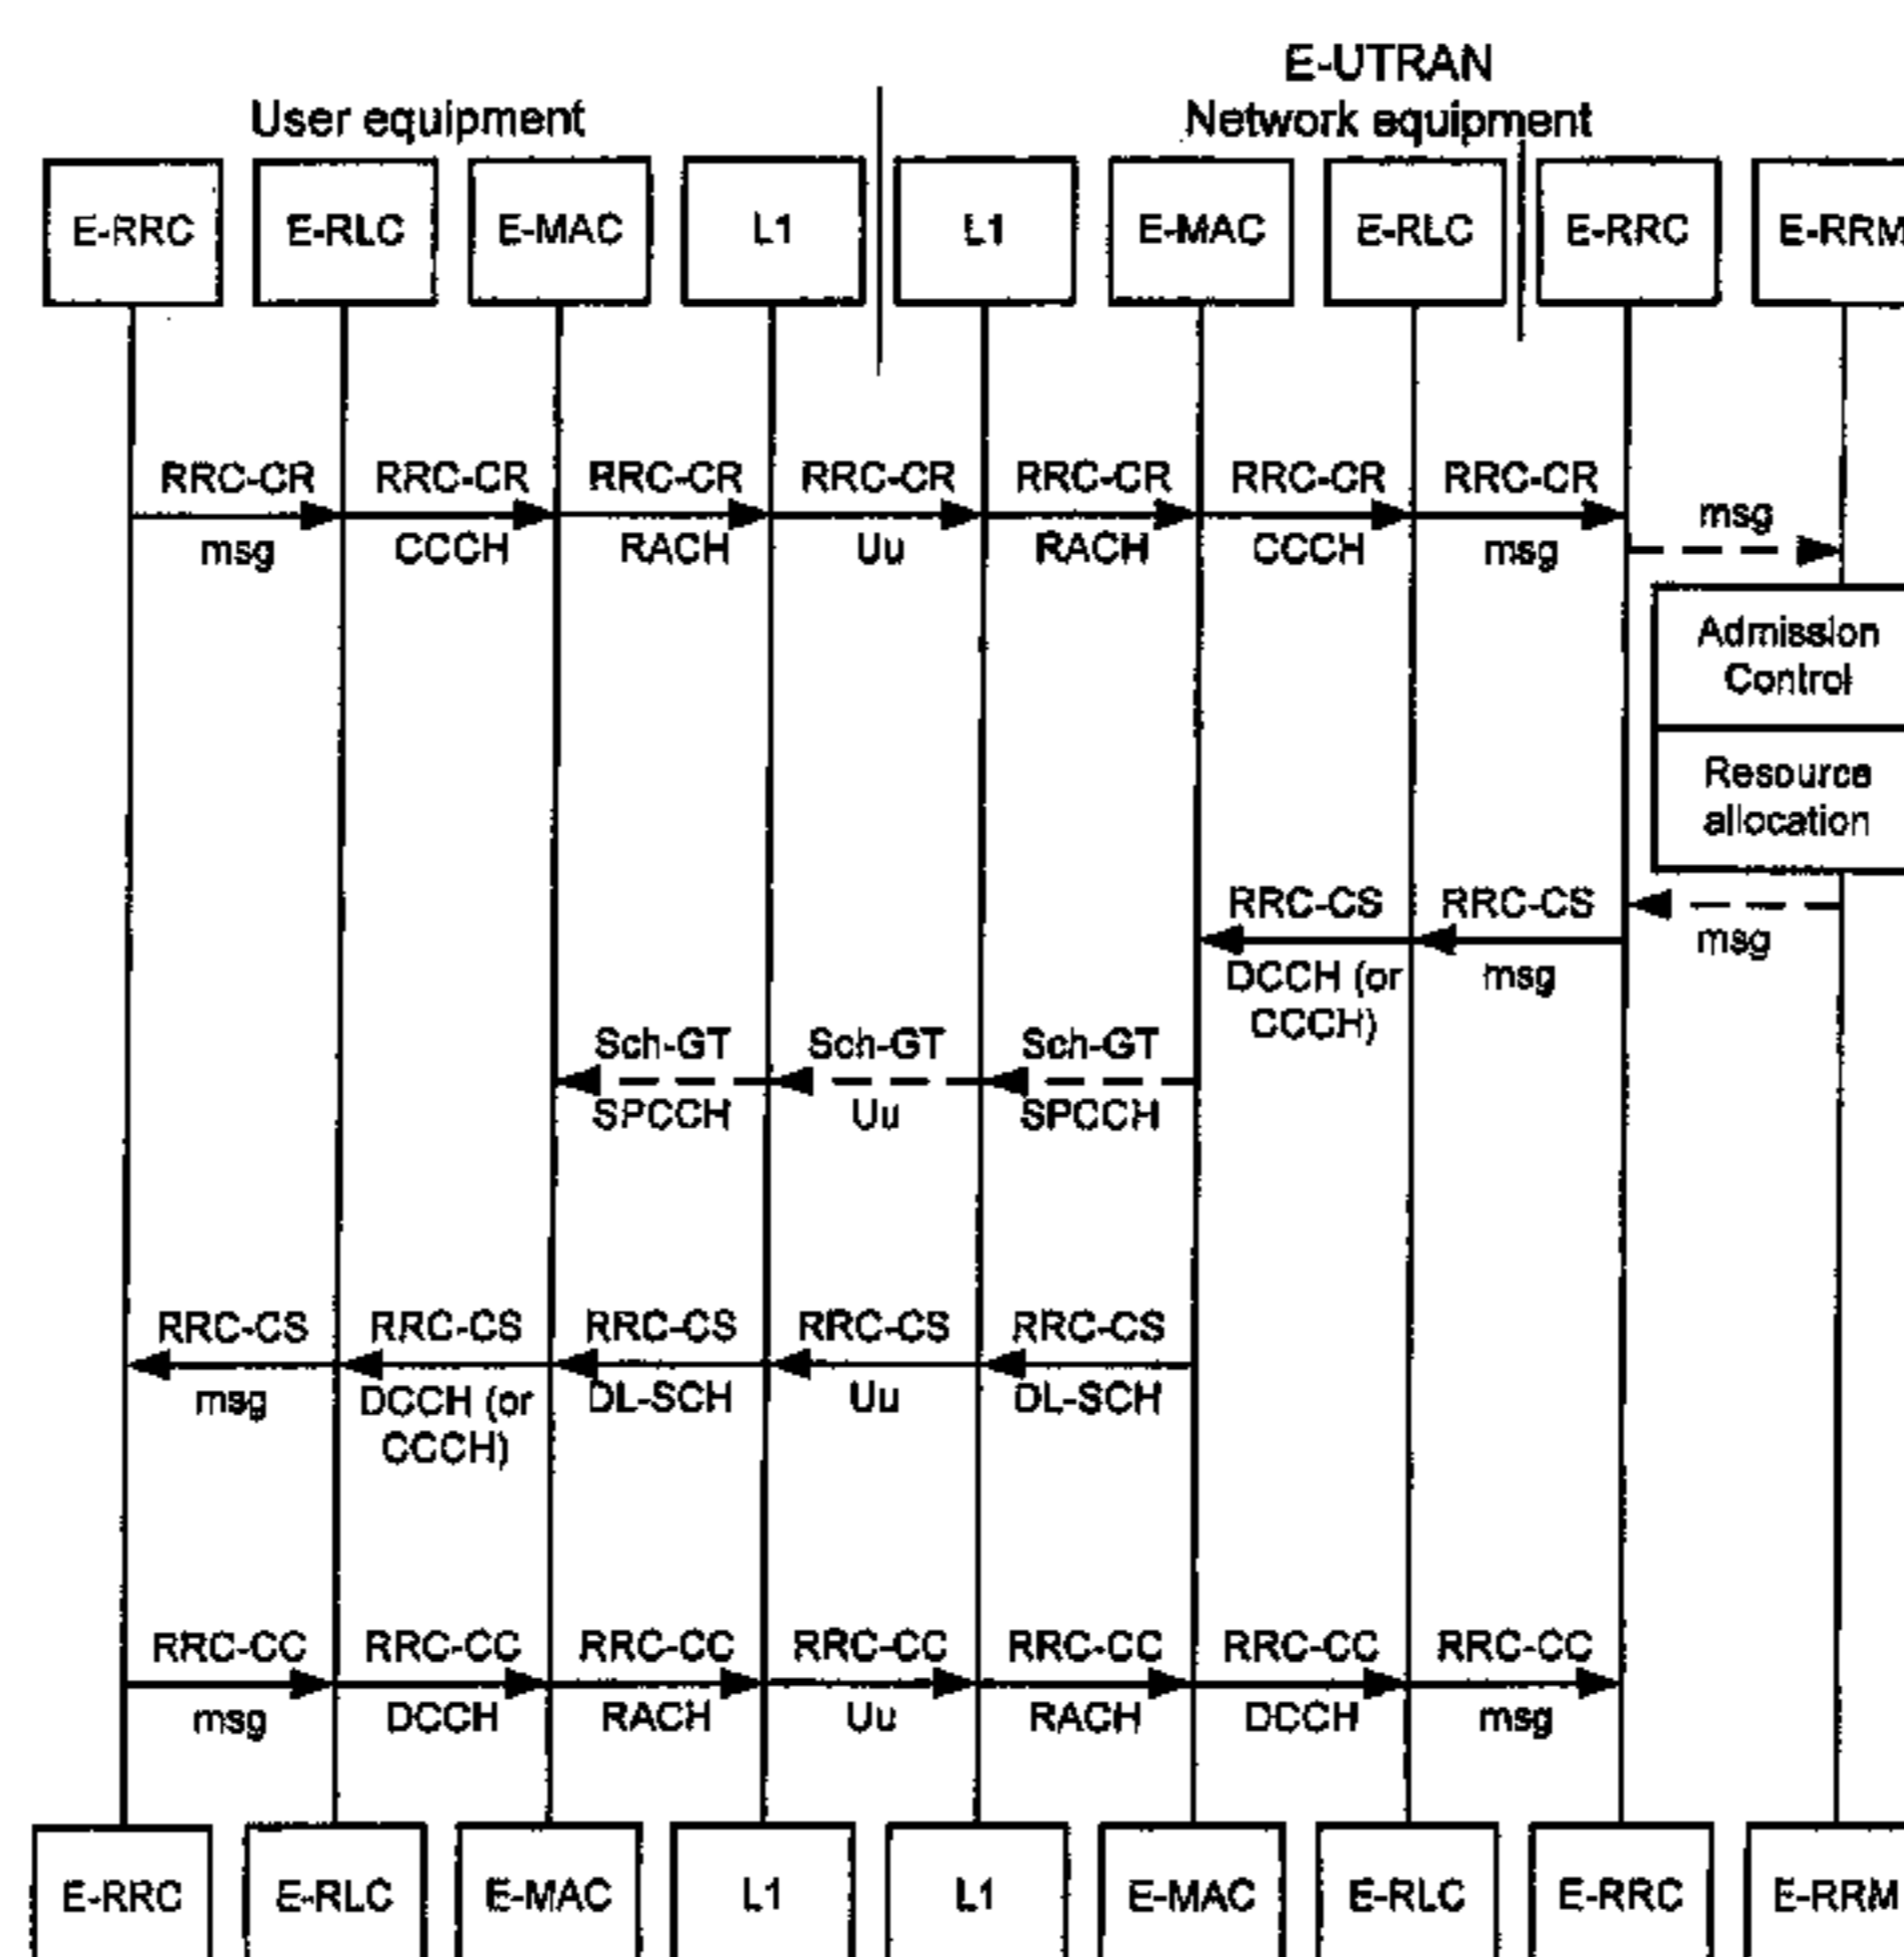 E-UTRAN
User equipment
Network equipment
E-RRC E-RLC E-MAC L1 L1 E-MAC E-RLC E-RRC E-RRM
RRC-CR RRC-CR RRC-CR RRC-CR RRC-CR RRC-CR RRC-CR
msg
msg CCCH RACH Uu RACH CCCH msg
Admission
Control
Resource
allocation
RRC-CS RRC-CS
msg
DCCH (or msg
CCCH)
Sch-GT Sch-GT Sch-GT
SPCCH Uu SPCCH
RRC-CS RRC-CS RRC-CS RRC-CS RRC-CS
msg DCCH (or DL-SCH Uu DL-SCH
CCCH)
RRC-CC RRC-CC RRC-CC RRC-CC RRC-CC RRC-CC RRC-CC
msg DCCH RACH Uu RACH DCCH msg
E-RRC E-RLC E-MAC L1 L1 E-MAC E-RLC E-RRC E-RRM